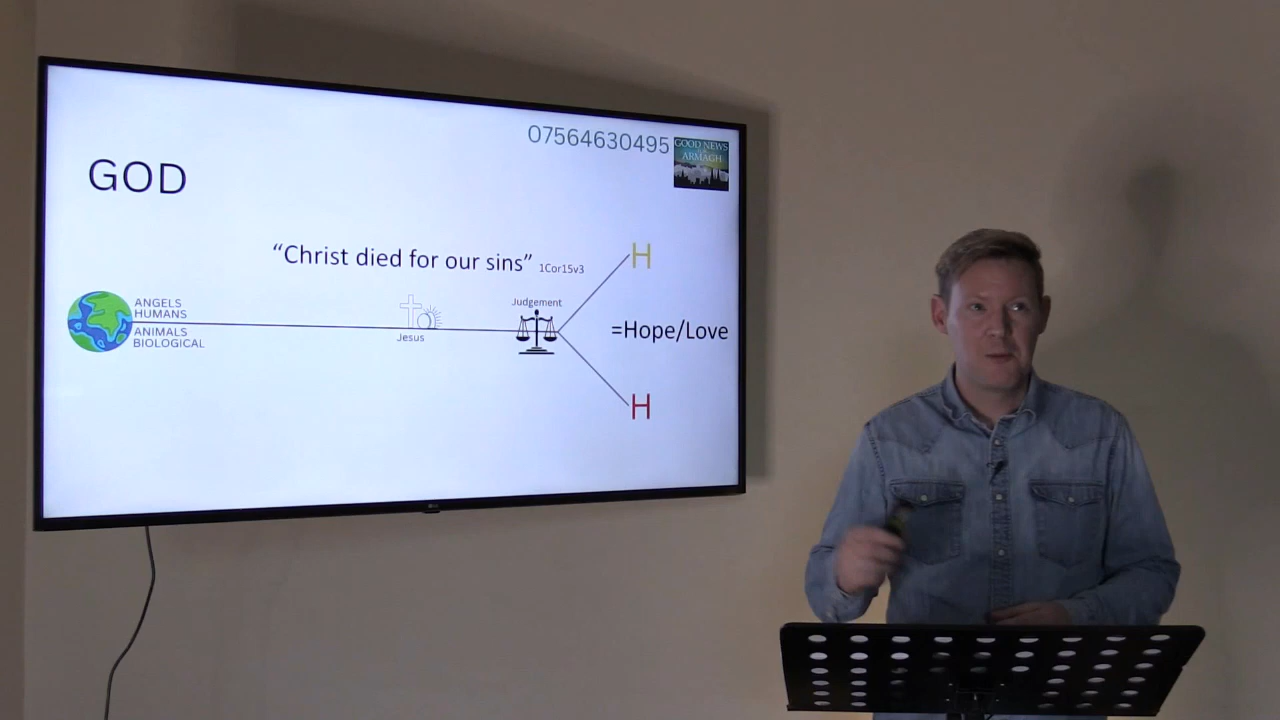 07564630495
GOOD NEWS
ARMAGH
GOD
“Christ died for our sins” 1Cor15v3
H
ANGELS
HUMANS
ANIMALS
BIOLOGICAL
Jesus
Judgement
=Hope/Love
H